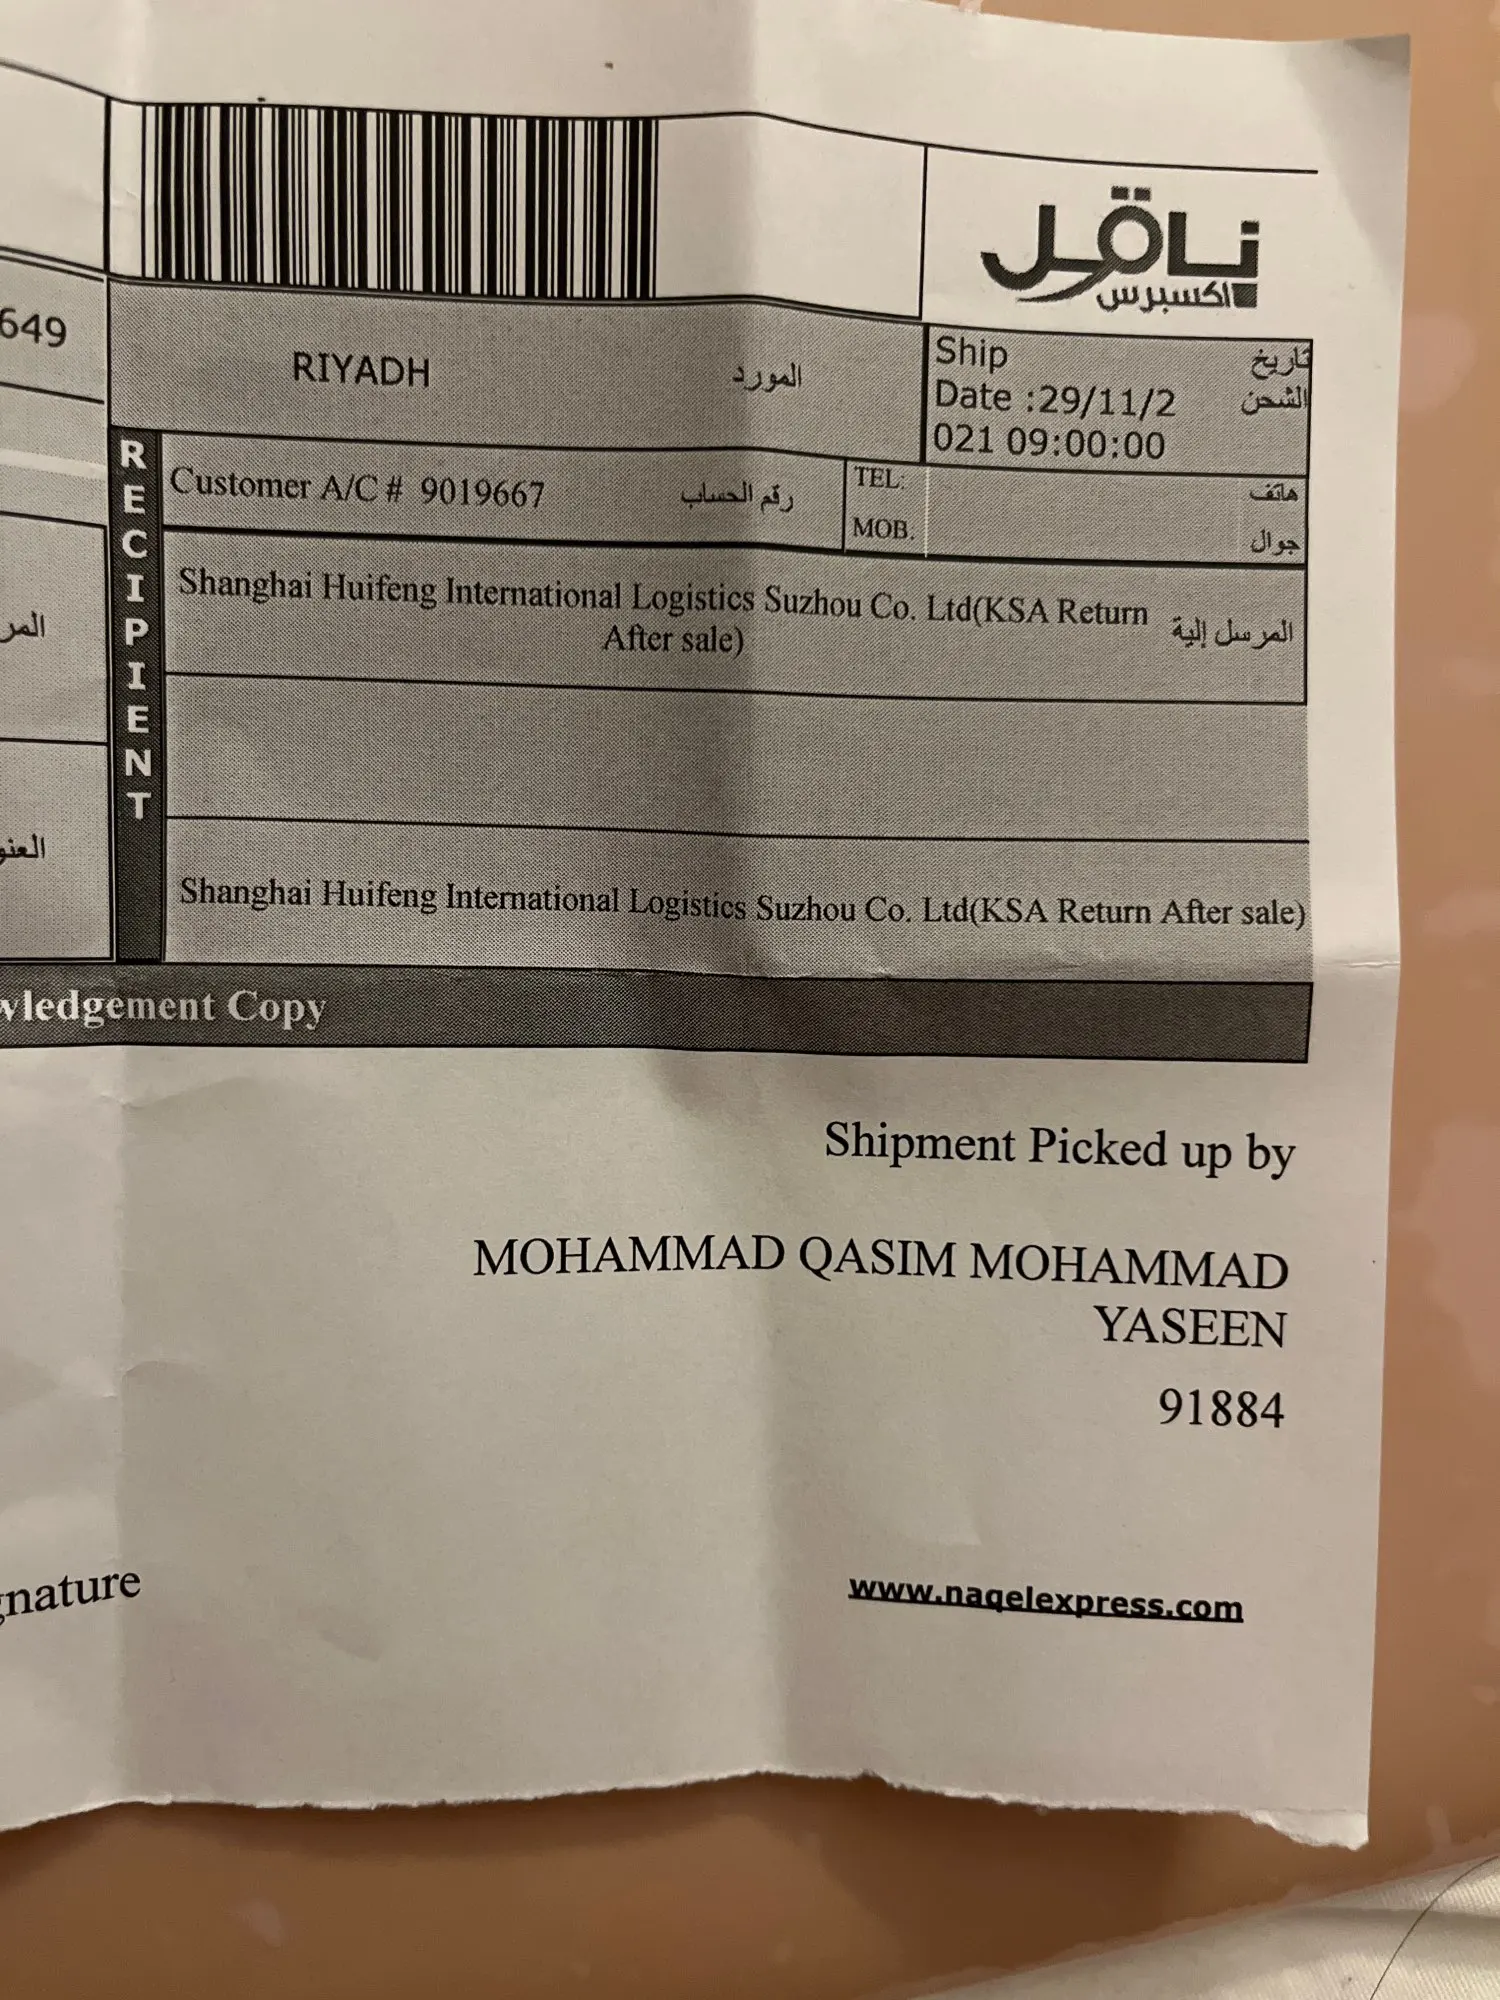 ناقل
اكسبرس
649
RIYADH المورد
Ship تاريخ
Date :29/11/2 الشحن
021 09:00:00
RECIPIENT
Customer A/C # 9019667 رقم الحساب
TEL: هاتف
MOB. جوال
Shanghai Huifeng International Logistics Suzhou Co. Ltd(KSA Return
After sale)
المرسل إلية
المر
العنو
Shanghai Huifeng International Logistics Suzhou Co. Ltd(KSA Return After sale)
wledgement Copy
Shipment Picked up by
MOHAMMAD QASIM MOHAMMAD
YASEEN
91884
gnature
www.naqelexpress.com